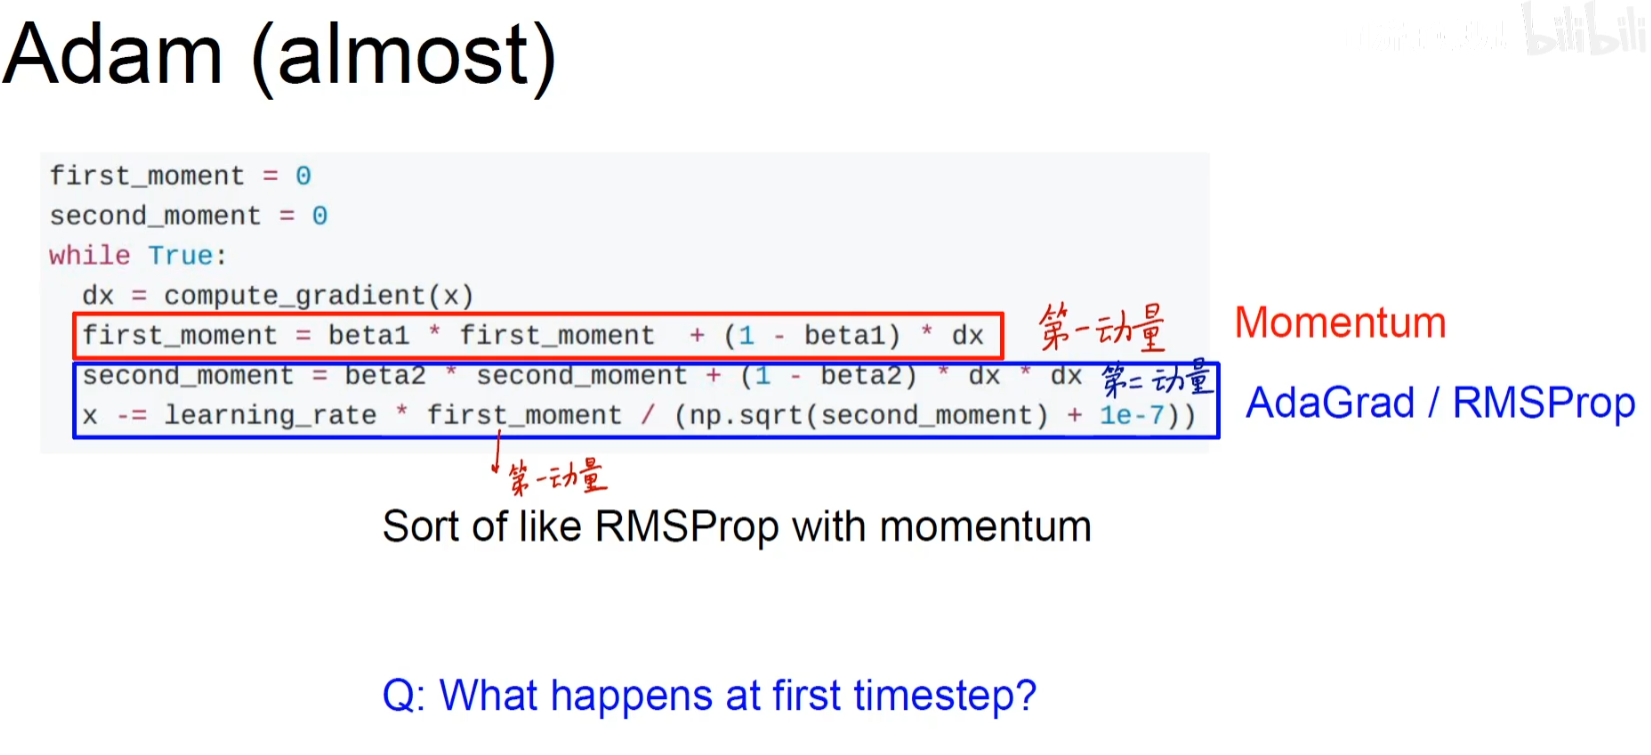 Adam (almost)
bilibili
first_moment = 0
second_moment = 0
while True:
dx = compute_gradient(x)
first_moment = beta1 * first_moment + (1 - beta1) * dx
第一动量
Momentum
second_moment = beta2 * second_moment + (1 - beta2) * dx * dx
第二动量
x -= learning_rate * first_moment / (np.sqrt(second_moment) + 1e-7))
AdaGrad / RMSProp
第一动量
Sort of like RMSProp with momentum
Q: What happens at first timestep?